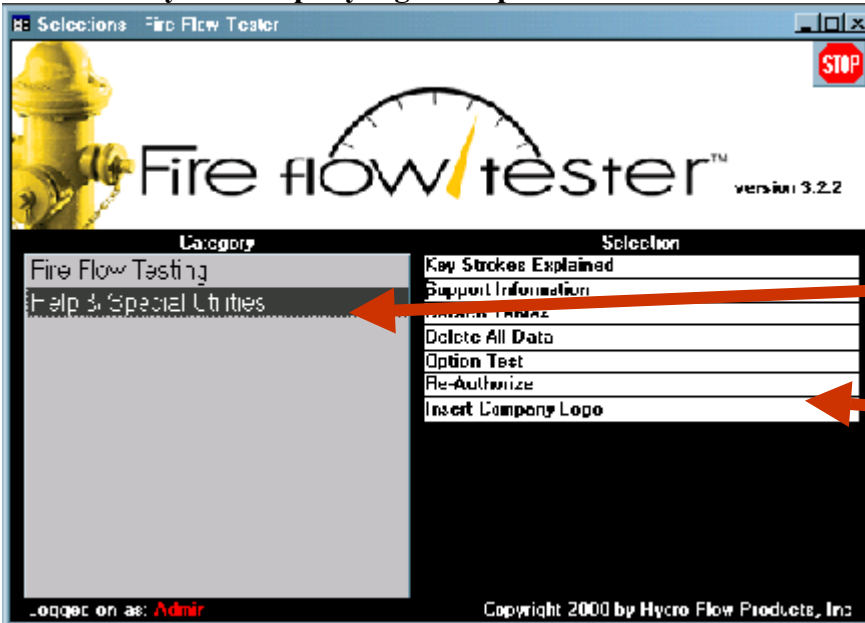 Selections Fire Flow Tester
STOP
Fire flow tester™ version 3.2.2
Category
Selection
Fire Flow Testing
Help & Special Utilities
Key Strokes Explained
Support Information
Delete All Data
Option Test
Re-Authorize
Insert Company Logo
Logged on as: Admin
Copyright 2000 by Hydro Flow Products, Inc